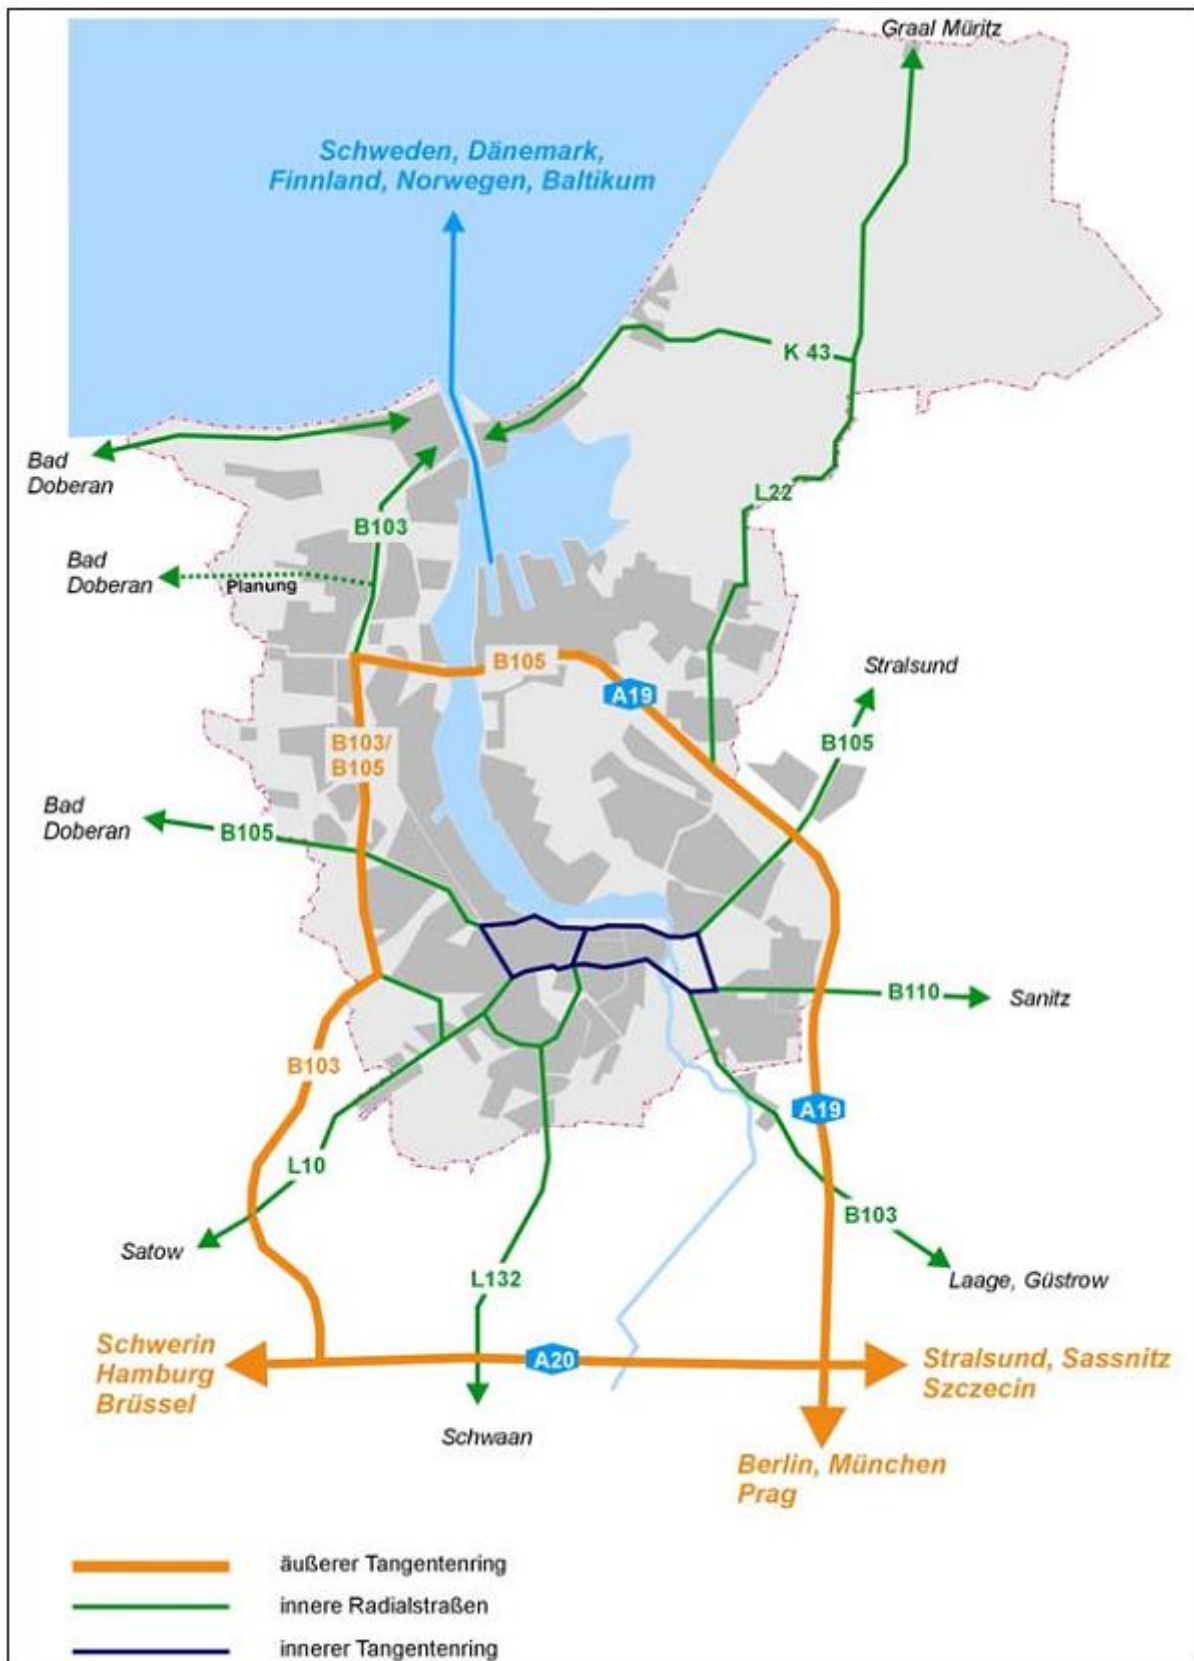 Graal Müritz
Schweden, Dänemark,
Finnland, Norwegen, Baltikum
K 43
Bad
Doberan
L22
B103
Bad
Doberan
Planung
B105
Stralsund
A19
B103/
B105
B105
Bad
Doberan
B105
B110
Sanitz
B103
A19
L10
B103
Satow
L132
Laage, Güstrow
Schwerin
Hamburg
Brüssel
A20
Stralsund, Sassnitz
Szczecin
Schwaan
Berlin, München
Prag
äußerer Tangentenring
innere Radialstraßen
innerer Tangentenring